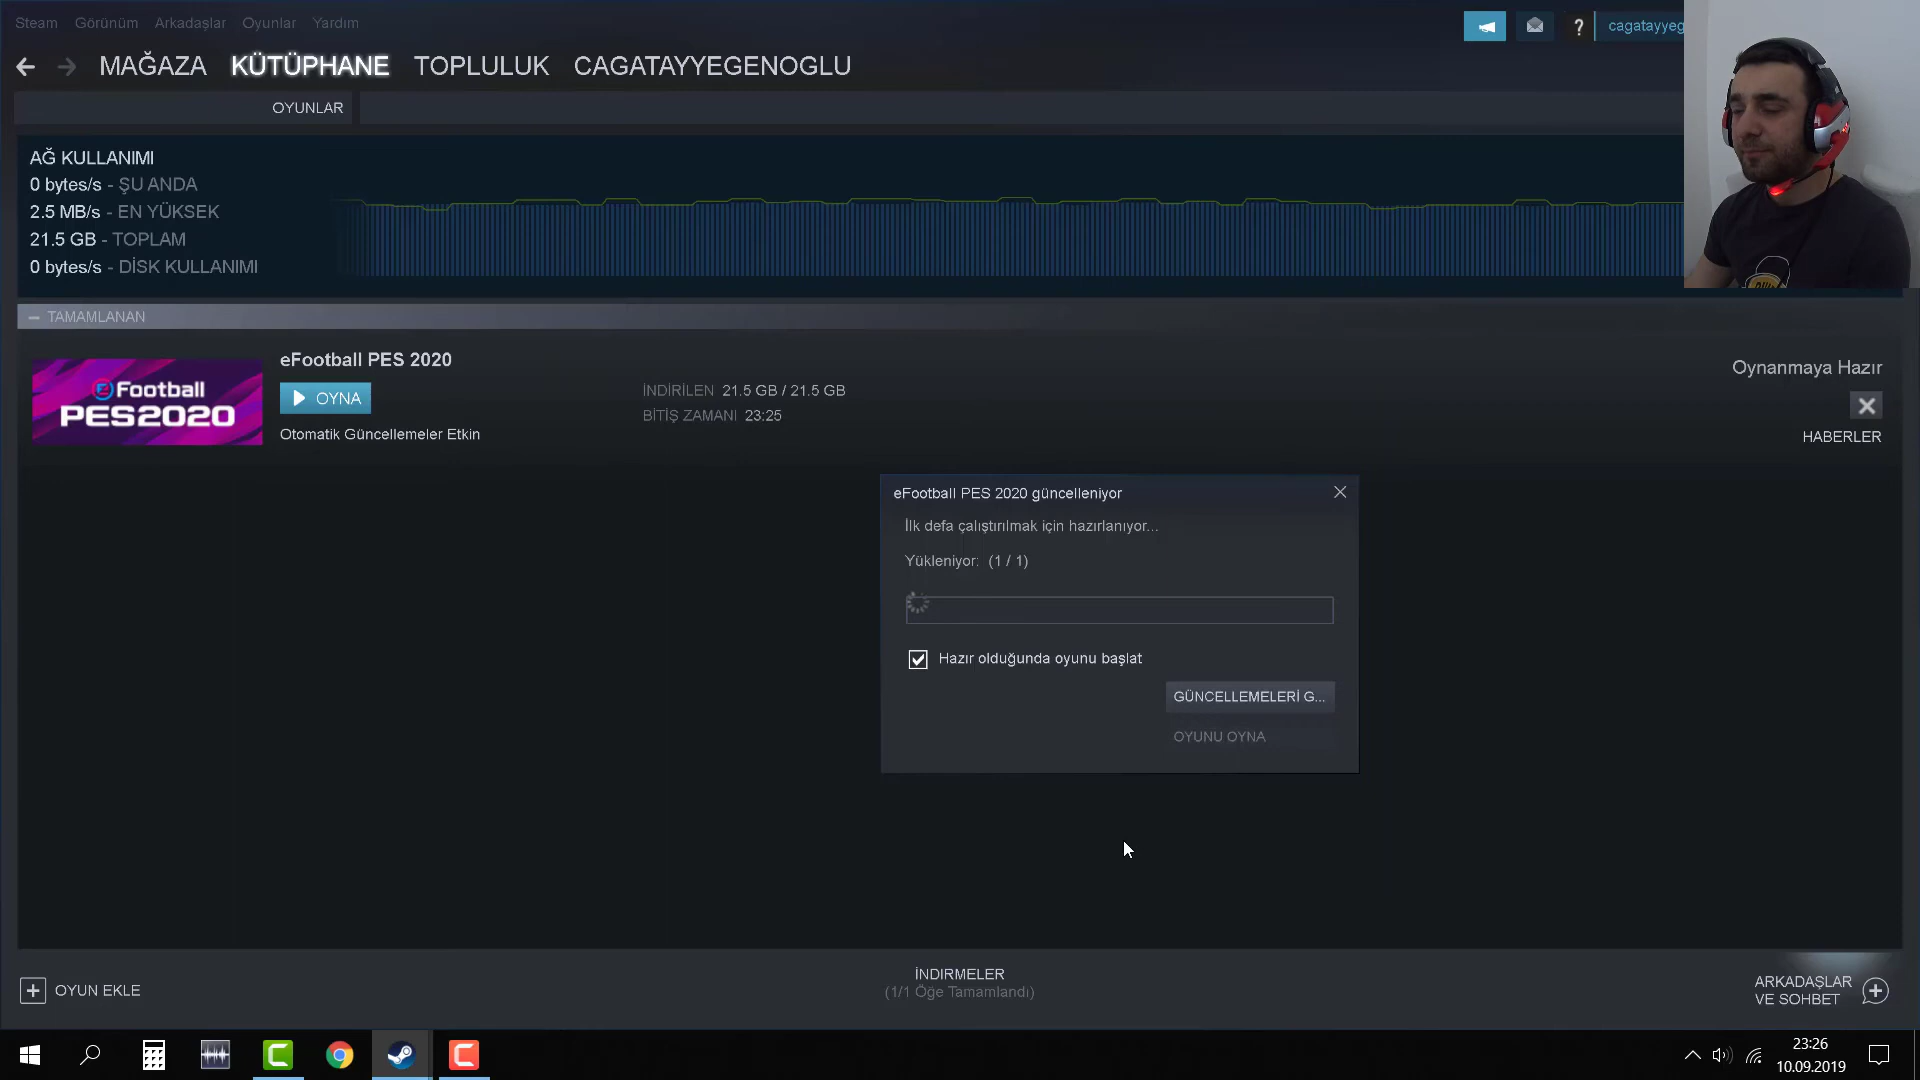 Steam Görünüm Arkadaşlar Oyunlar Yardım
? cagatayyeg
MAĞAZA KÜTÜPHANE TOPLULUK CAGATAYYEGENOGLU
OYUNLAR
AĞ KULLANIMI
0 bytes/s - ŞU ANDA
2.5 MB/s - EN YÜKSEK
21.5 GB - TOPLAM
0 bytes/s - DİSK KULLANIMI
– TAMAMLANAN
eFootball PES 2020
eFootball
PES2020
OYNA
Otomatik Güncellemeler Etkin
İNDİRİLEN 21.5 GB / 21.5 GB
BİTİŞ ZAMANI 23:25
Oynanmaya Hazır
HABERLER
eFootball PES 2020 güncelleniyor
İlk defa çalıştırılmak için hazırlanıyor...
Yükleniyor: (1 / 1)
Hazır olduğunda oyunu başlat
GÜNCELLEMELERİ G...
OYUNU OYNA
+ OYUN EKLE
İNDİRMELER
(1/1 Öğe Tamamlandı)
ARKADAŞLAR
VE SOHBET
23:26
10.09.2019